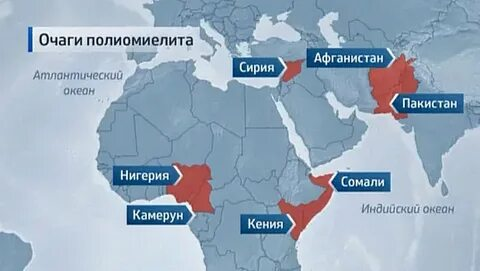 Очаги полиомиелита
Атлантический
океан
Сирия
Афганистан
Пакистан
Нигерия
Камерун
Кения
Сомали
Индийский океан